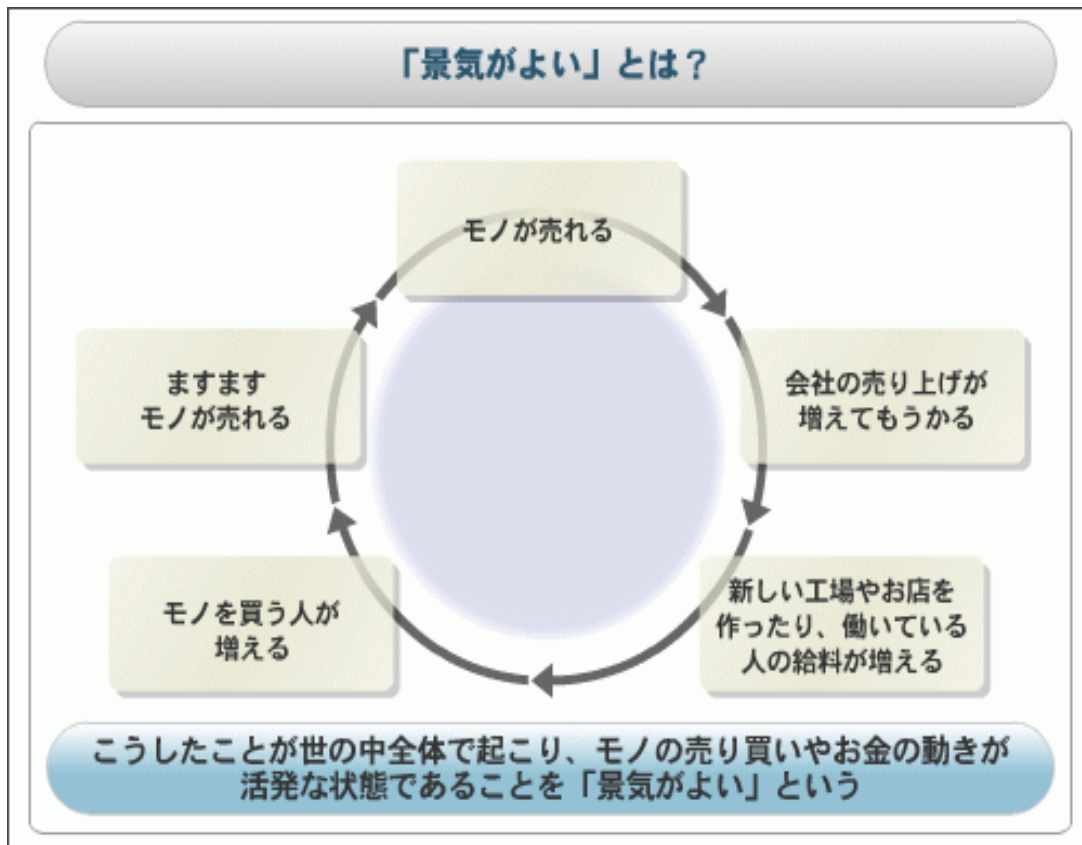 「景気がよい」とは？
モノが売れる
会社の売り上げが
増えてもうかる
新しい工場やお店を
作ったり、働いている
人の給料が増える
モノを買う人が
増える
ますます
モノが売れる
こうしたことが世の中全体で起こり、モノの売り買いやお金の動きが
活発な状態であることを「景気がよい」という